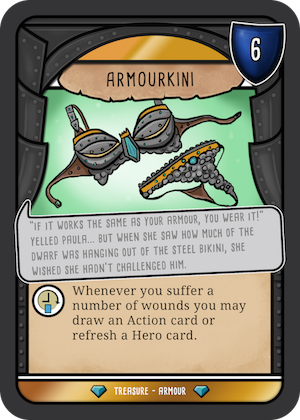 6
ARMOURKINI
"IF IT WORKS THE SAME AS YOUR ARMOUR, YOU WEAR IT!"
YELLED PAULA... BUT WHEN SHE SAW HOW MUCH OF THE
DWARF WAS HANGING OUT OF THE STEEL BIKINI, SHE
WISHED SHE HADN'T CHALLENGED HIM.
Whenever you suffer a
number of wounds you may
draw an Action card or
refresh a Hero card.
TREASURE - ARMOUR